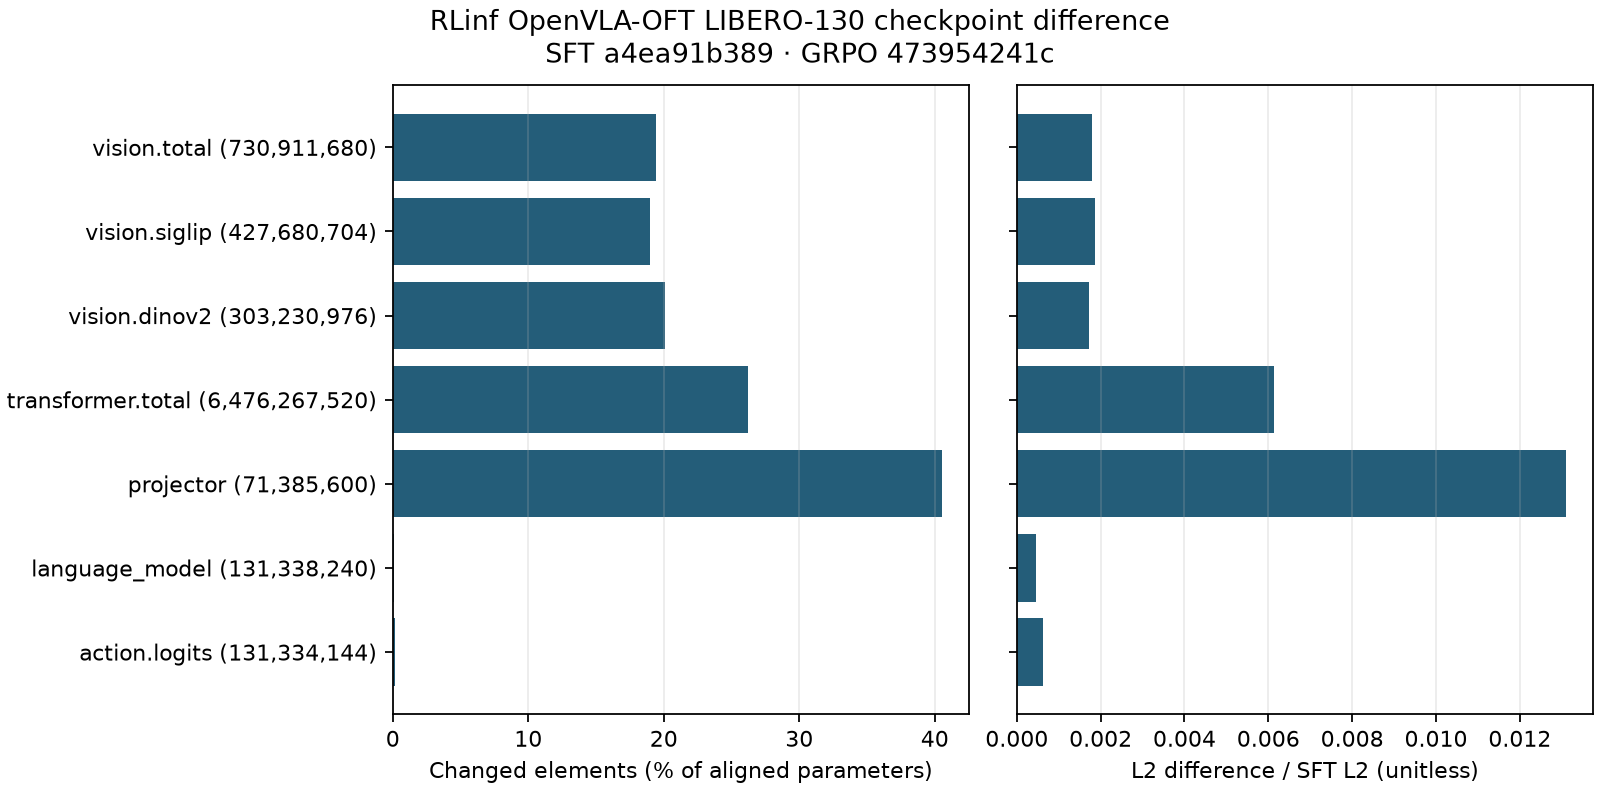 RLinf OpenVLA-OFT LIBERO-130 checkpoint difference
SFT a4ea91b389 · GRPO 473954241c
vision.total (730,911,680)
vision.siglip (427,680,704)
vision.dinov2 (303,230,976)
transformer.total (6,476,267,520)
projector (71,385,600)
language_model (131,338,240)
action.logits (131,334,144)
0 10 20 30 40
Changed elements (% of aligned parameters)
0.000 0.002 0.004 0.006 0.008 0.010 0.012
L2 difference / SFT L2 (unitless)